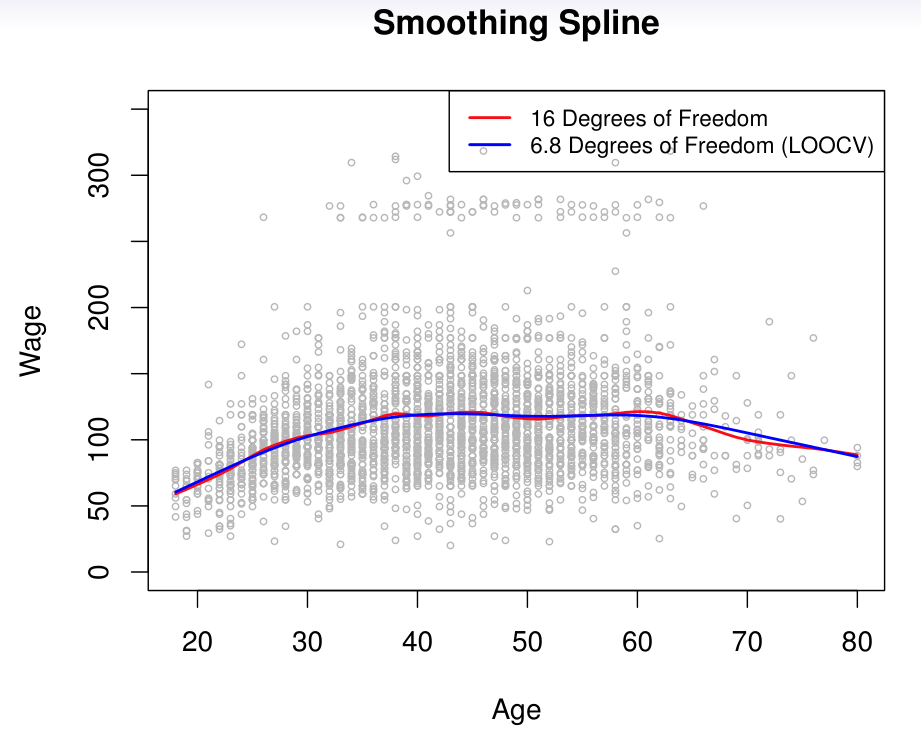 Smoothing Spline
16 Degrees of Freedom
6.8 Degrees of Freedom (LOOCV)
Wage
300
200
100
50
0
20 30 40 50 60 70 80
Age